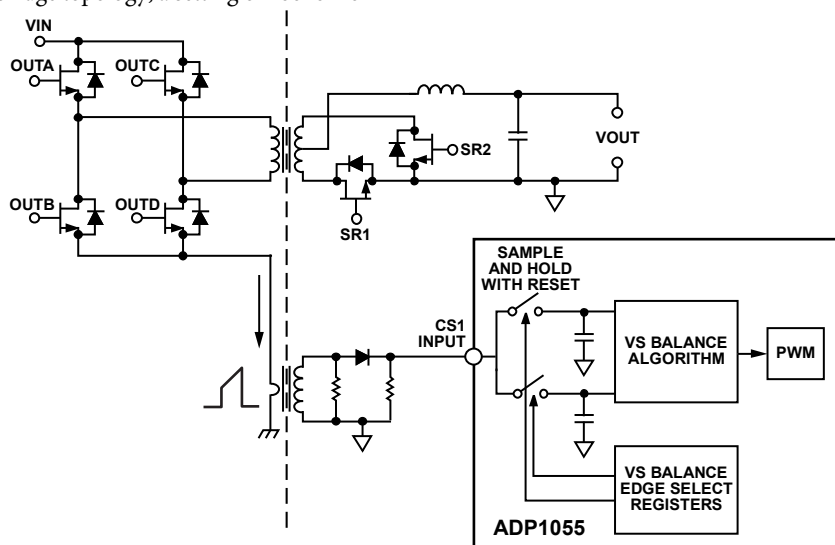 topology,
VIN
OUTA
OUTC
OUTB
OUTD
SR2
SR1
VOUT
SAMPLE
AND HOLD
WITH RESET
CS1
INPUT
VS BALANCE
ALGORITHM
PWM
VS BALANCE
EDGE SELECT
REGISTERS
ADP1055